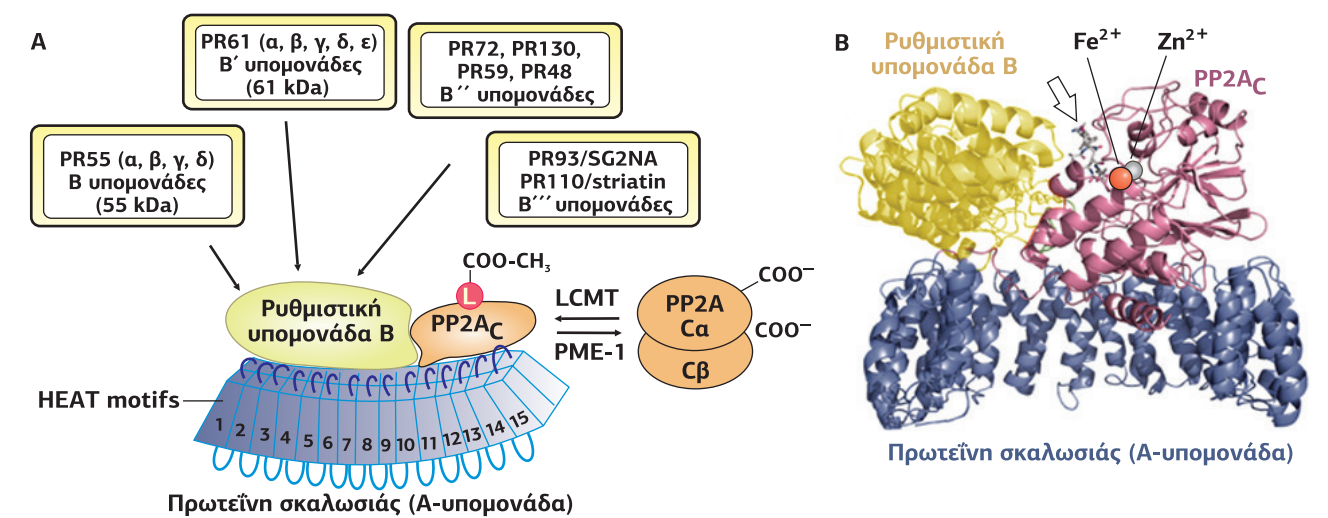 A
PR55 (α, β, γ, δ)
B υπομονάδες
(55 kDa)
PR61 (α, β, γ, δ, ε)
B′ υπομονάδες
(61 kDa)
PR72, PR130,
PR59, PR48
B′′ υπομονάδες
PR93/SG2NA
PR110/striatin
B′′′ υπομονάδες
Ρυθμιστική
υπομονάδα B
COO-CH₃
L
PP2A_C
LCMT
PME-1
PP2A
Cα
Cβ
COO⁻
COO⁻
HEAT motifs
1 2 3 4 5 6 7 8 9 10 11 12 13 14 15
Πρωτεΐνη σκαλωσιάς (Α-υπομονάδα)
B
Ρυθμιστική
υπομονάδα B
Fe²⁺
Zn²⁺
PP2A_C
Πρωτεΐνη σκαλωσιάς (Α-υπομονάδα)